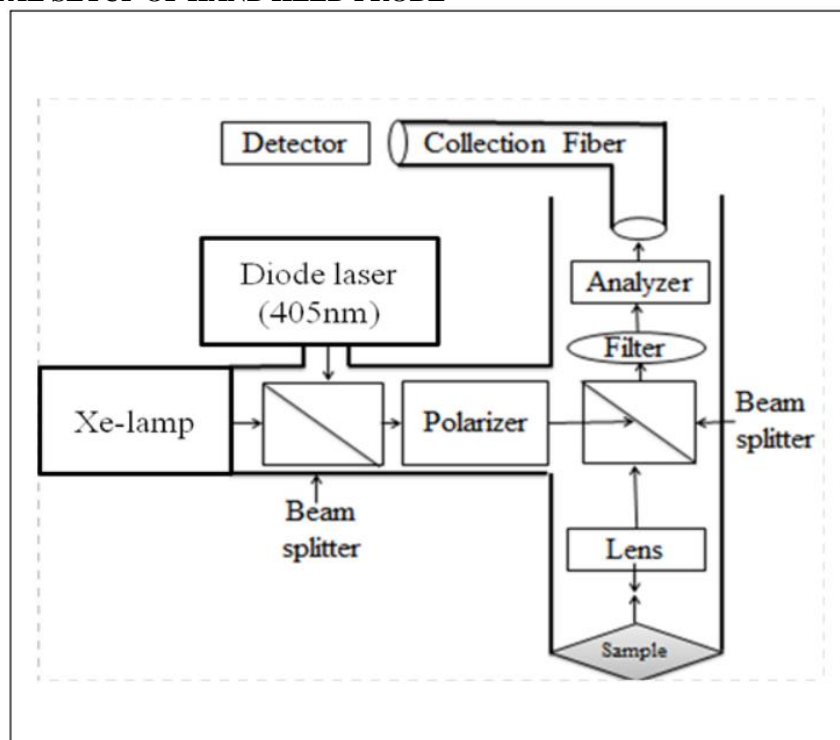 Detector
Collection Fiber
Diode laser
(405nm)
Analyzer
Filter
Xe-lamp
Polarizer
Beam
splitter
Beam
splitter
Lens
Sample